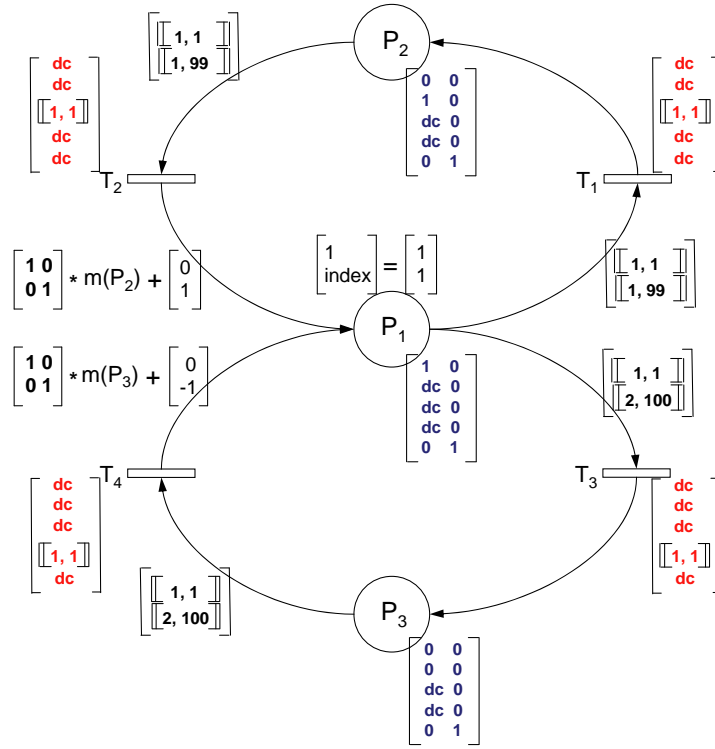 P2
1, 1
1, 99
dc
dc
1, 1
dc
dc
0 0
1 0
dc 0
dc 0
0 1
dc
dc
1, 1
dc
dc
T2
T1
1 0
0 1
* m(P2) +
0
1
1
index
=
1
1
1, 1
1, 99
P1
1 0
0 1
* m(P3) +
0
-1
1 0
dc 0
dc 0
dc 0
0 1
1, 1
2, 100
T4
T3
dc
dc
dc
1, 1
dc
1, 1
2, 100
P3
dc
dc
dc
1, 1
dc
0 0
0 0
dc 0
dc 0
0 1